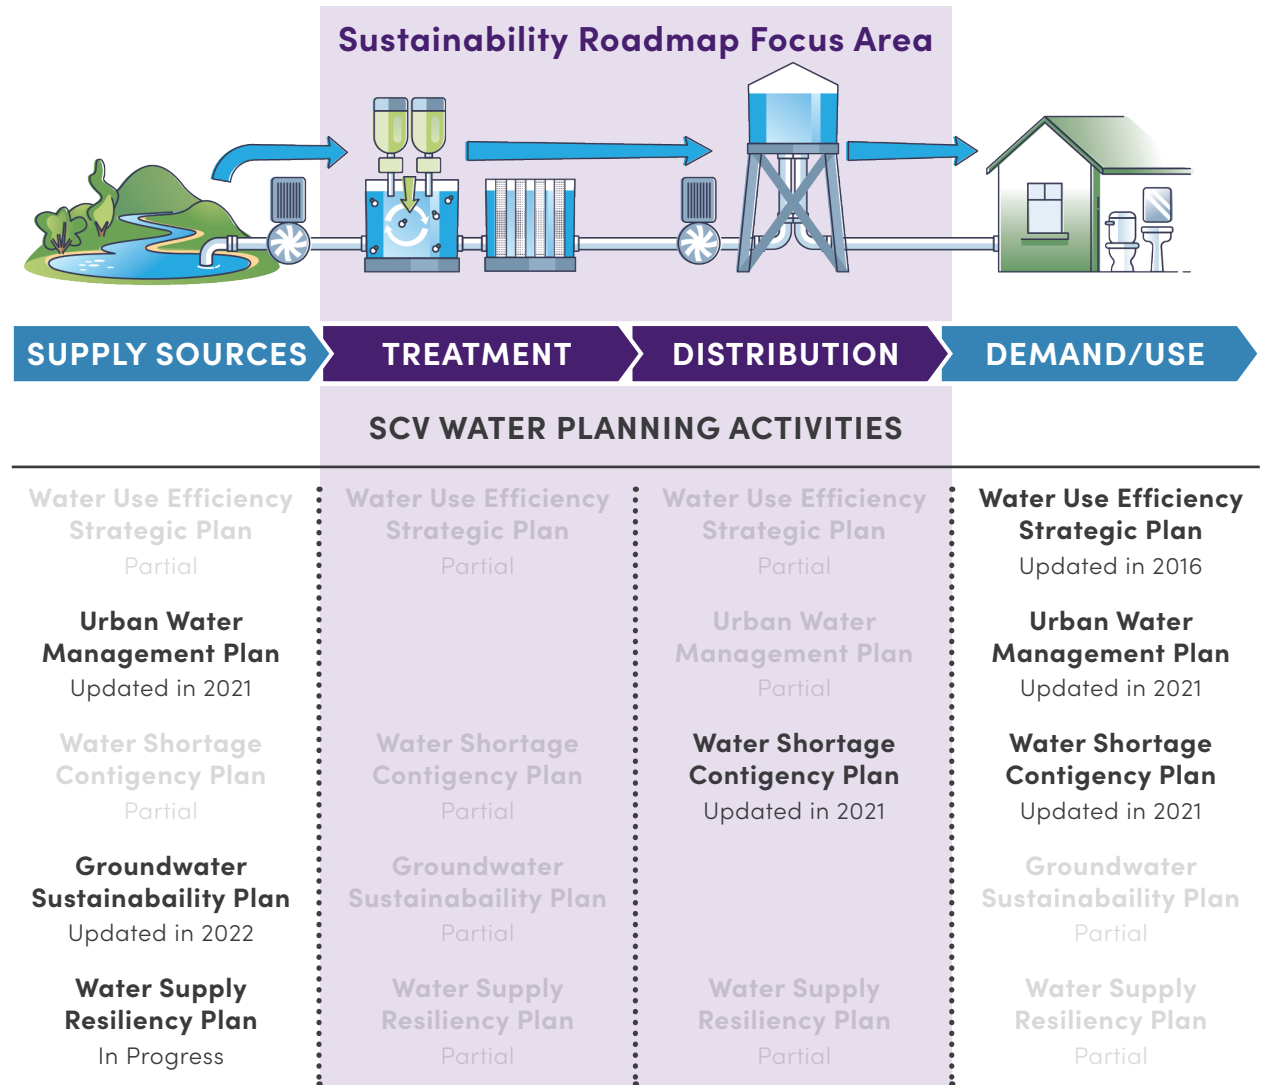 Sustainability Roadmap Focus Area
SUPPLY SOURCES
TREATMENT
DISTRIBUTION
DEMAND/USE
SCV WATER PLANNING ACTIVITIES
Water Use Efficiency
Strategic Plan
Partial
Water Use Efficiency
Strategic Plan
Partial
Water Use Efficiency
Strategic Plan
Partial
Water Use Efficiency
Strategic Plan
Updated in 2016
Urban Water
Management Plan
Updated in 2021
Urban Water
Management Plan
Partial
Urban Water
Management Plan
Updated in 2021
Water Shortage
Contigency Plan
Partial
Water Shortage
Contigency Plan
Partial
Water Shortage
Contigency Plan
Updated in 2021
Water Shortage
Contigency Plan
Updated in 2021
Groundwater
Sustainabaility Plan
Updated in 2022
Groundwater
Sustainabaility Plan
Partial
Groundwater
Sustainabaility Plan
Partial
Water Supply
Resiliency Plan
In Progress
Water Supply
Resiliency Plan
Partial
Water Supply
Resiliency Plan
Partial
Water Supply
Resiliency Plan
Partial